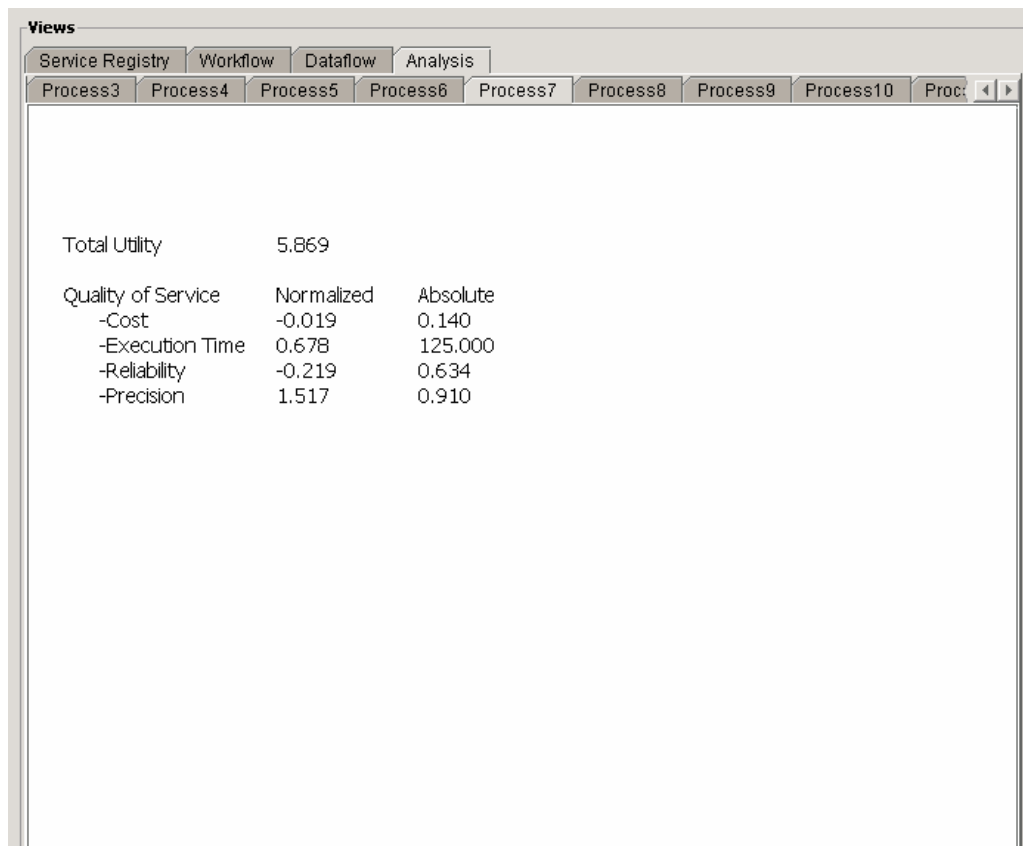 Views
Service Registry Workflow Dataflow Analysis
Process3 Process4 Process5 Process6 Process7 Process8 Process9 Process10
Total Utility 5.869
Quality of Service Normalized Absolute
-Cost -0.019 0.140
-Execution Time 0.678 125.000
-Reliability -0.219 0.634
-Precision 1.517 0.910